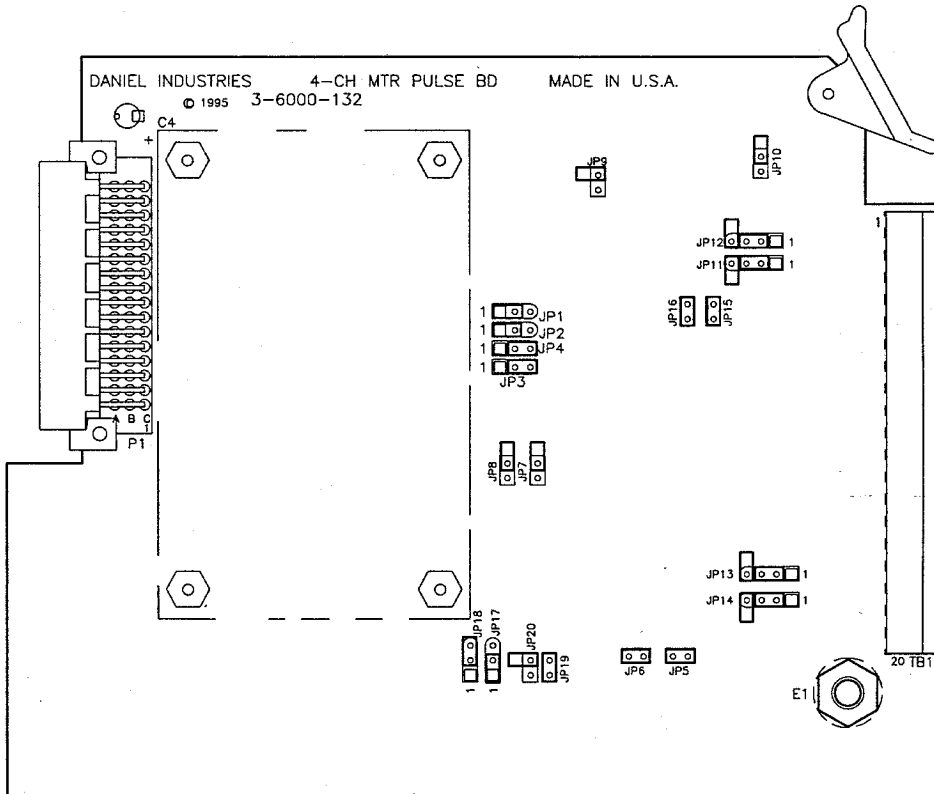 DANIEL INDUSTRIES 4-CH MTR PULSE BD MADE IN U.S.A.
© 1995 3-6000-132
C4
+
JP9
JP10
1
JP12 1
JP11 1
JP16 JP15
1 JP1
1 JP2
1 JP4
1
JP3
A B C
1
P1
JP8 JP7
JP13 1
JP14 1
JP18 JP17
JP20
JP19
JP6 JP5
1 1
20 TB1
E1